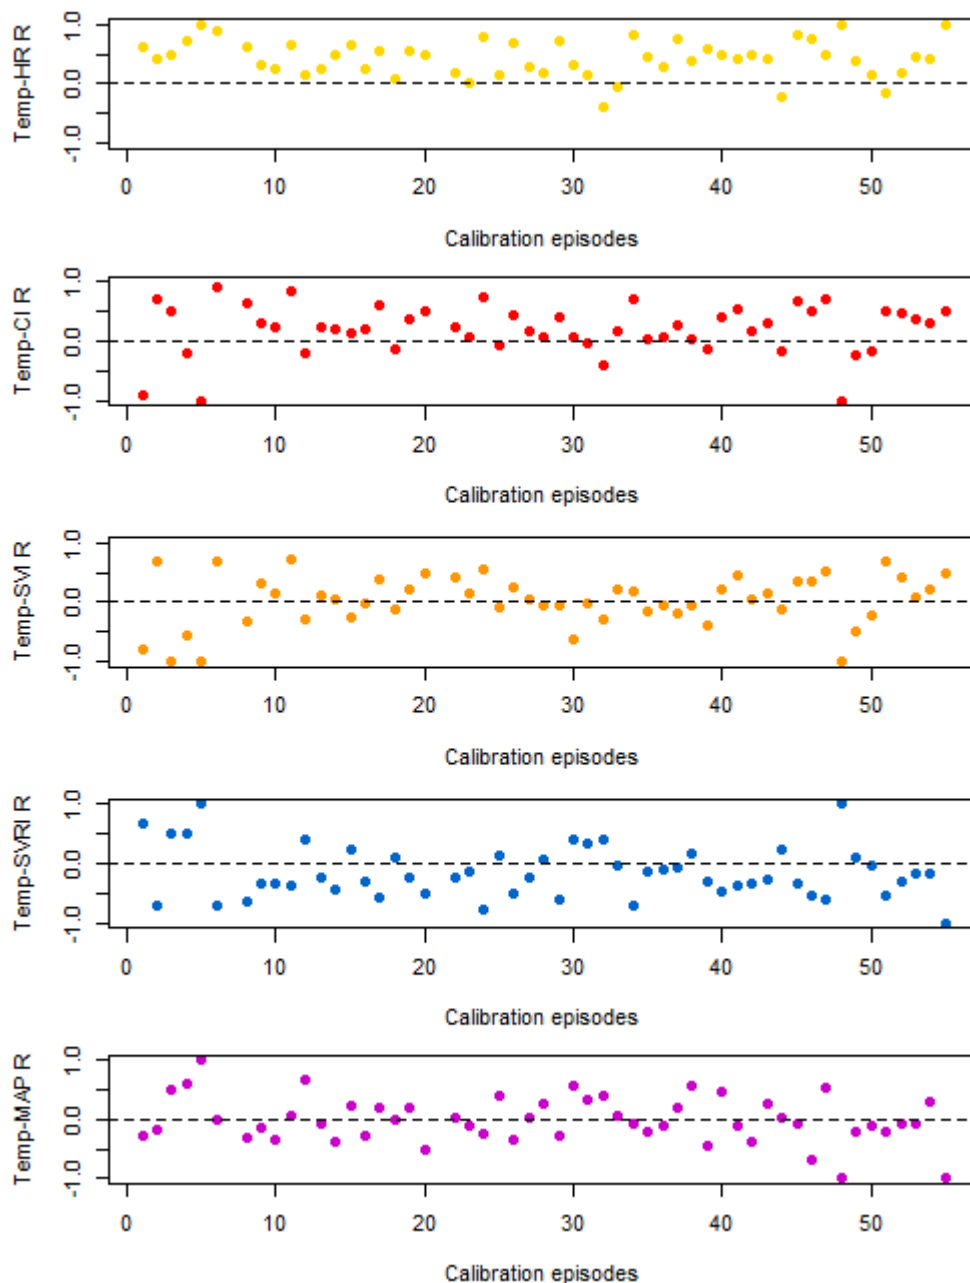 Temp-HR R
1.0
0.0
-1.0
0 10 20 30 40 50
Calibration episodes
Temp-CI R
1.0
0.0
-1.0
0 10 20 30 40 50
Calibration episodes
Temp-SVI R
1.0
0.0
-1.0
0 10 20 30 40 50
Calibration episodes
Temp-SVRI R
1.0
0.0
-1.0
0 10 20 30 40 50
Calibration episodes
Temp-MAP R
1.0
0.0
-1.0
0 10 20 30 40 50
Calibration episodes